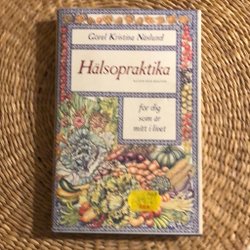 Görel Kristina Näslund
Hälsopraktika
för dig
som är
mitt i livet